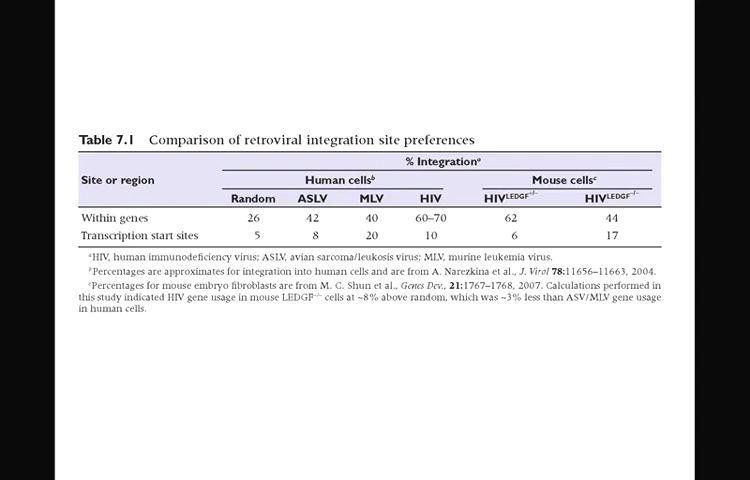 Table 7.1 Comparison of retroviral integration site preferences
% Integrationᵃ
Site or region Human cellsᵇ Mouse cellsᶜ
Random ASLV MLV HIV HIV^LEDGF+/− HIV^LEDGF−/−
Within genes 26 42 40 60–70 62 44
Transcription start sites 5 8 20 10 6 17
ᵃHIV, human immunodeficiency virus; ASLV, avian sarcoma/leukosis virus; MLV, murine leukemia virus.
ᵇPercentages are approximates for integration into human cells and are from A. Narezkina et al., J. Virol 78:11656–11663, 2004.
ᶜPercentages for mouse embryo fibroblasts are from M. C. Shun et al., Genes Dev., 21:1767–1768, 2007. Calculations performed in
this study indicated HIV gene usage in mouse LEDGF−/− cells at ~8% above random, which was ~3% less than ASV/MLV gene usage
in human cells.